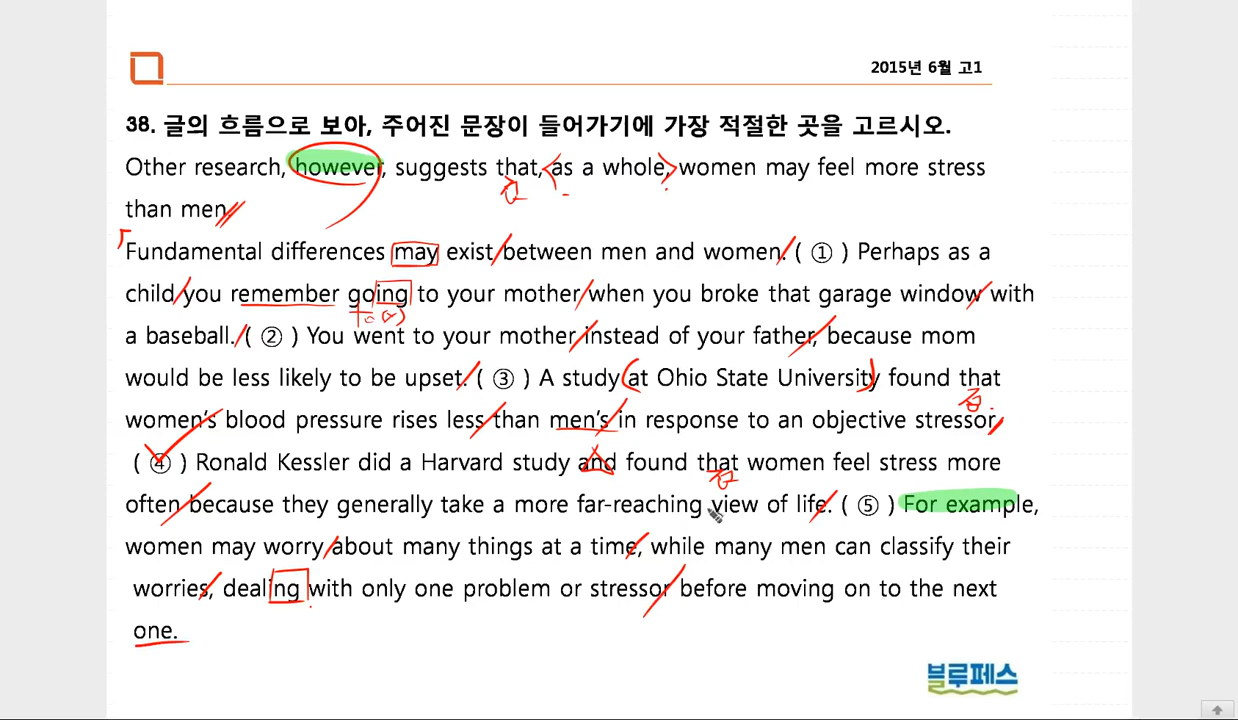 2015년 6월 고1
38. 글의 흐름으로 보아, 주어진 문장이 들어가기에 가장 적절한 곳을 고르시오.
Other research, however, suggests that, as a whole, women may feel more stress
than men.
Fundamental differences may exist between men and women. ( ① ) Perhaps as a
child you remember going to your mother when you broke that garage window with
to (x)
a baseball. ( ② ) You went to your mother instead of your father, because mom
would be less likely to be upset. ( ③ ) A study at Ohio State University found that
women's blood pressure rises less than men's in response to an objective stressor.
( ④ ) Ronald Kessler did a Harvard study and found that women feel stress more
often because they generally take a more far-reaching view of life. ( ⑤ ) For example,
women may worry about many things at a time, while many men can classify their
worries, dealing with only one problem or stressor before moving on to the next
one.
블루페스